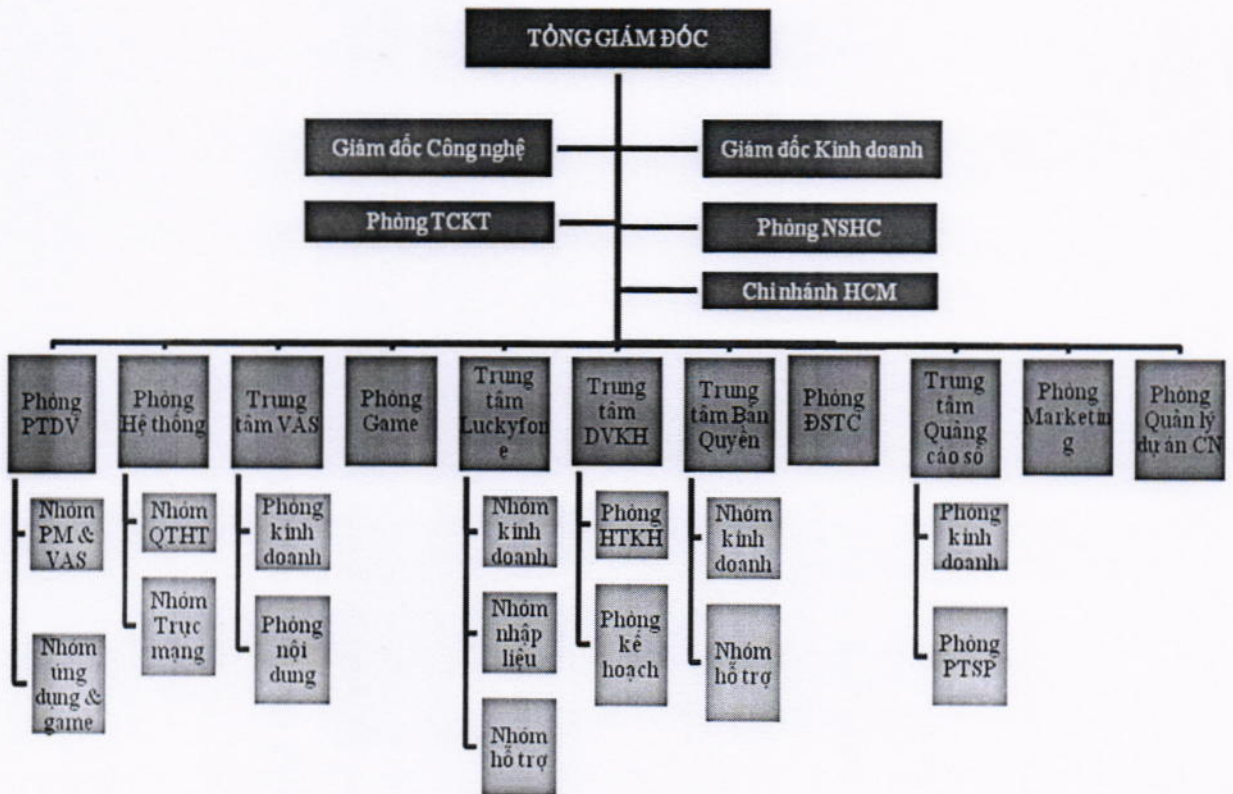 TỔNG GIÁM ĐỐC
Giám đốc Công nghệ
Giám đốc Kinh doanh
Phòng TCKT
Phòng NSHC
Chi nhánh HCM
Phòng
PTDV
Phòng
Hệ thống
Trung
tâm VAS
Phòng
Game
Trung
tâm
Luckyfon
e
Trung
tâm
DVKH
Trung
tâm Bản
Quyền
Phòng
ĐSTC
Trung
tâm
Quảng
cáo số
Phòng
Marketin
g
Phòng
Quản lý
dự án CN
Nhóm
PM &
VAS
Nhóm
ứng
dụng &
game
Nhóm
QTHT
Nhóm
Trực
mạng
Phòng
kinh
doanh
Phòng
nội
dung
Nhóm
kinh
doanh
Nhóm
nhập
liệu
Nhóm
hỗ trợ
Phòng
HTKH
Phòng
kế
hoạch
Nhóm
kinh
doanh
Nhóm
hỗ trợ
Phòng
kinh
doanh
Phòng
PTSP